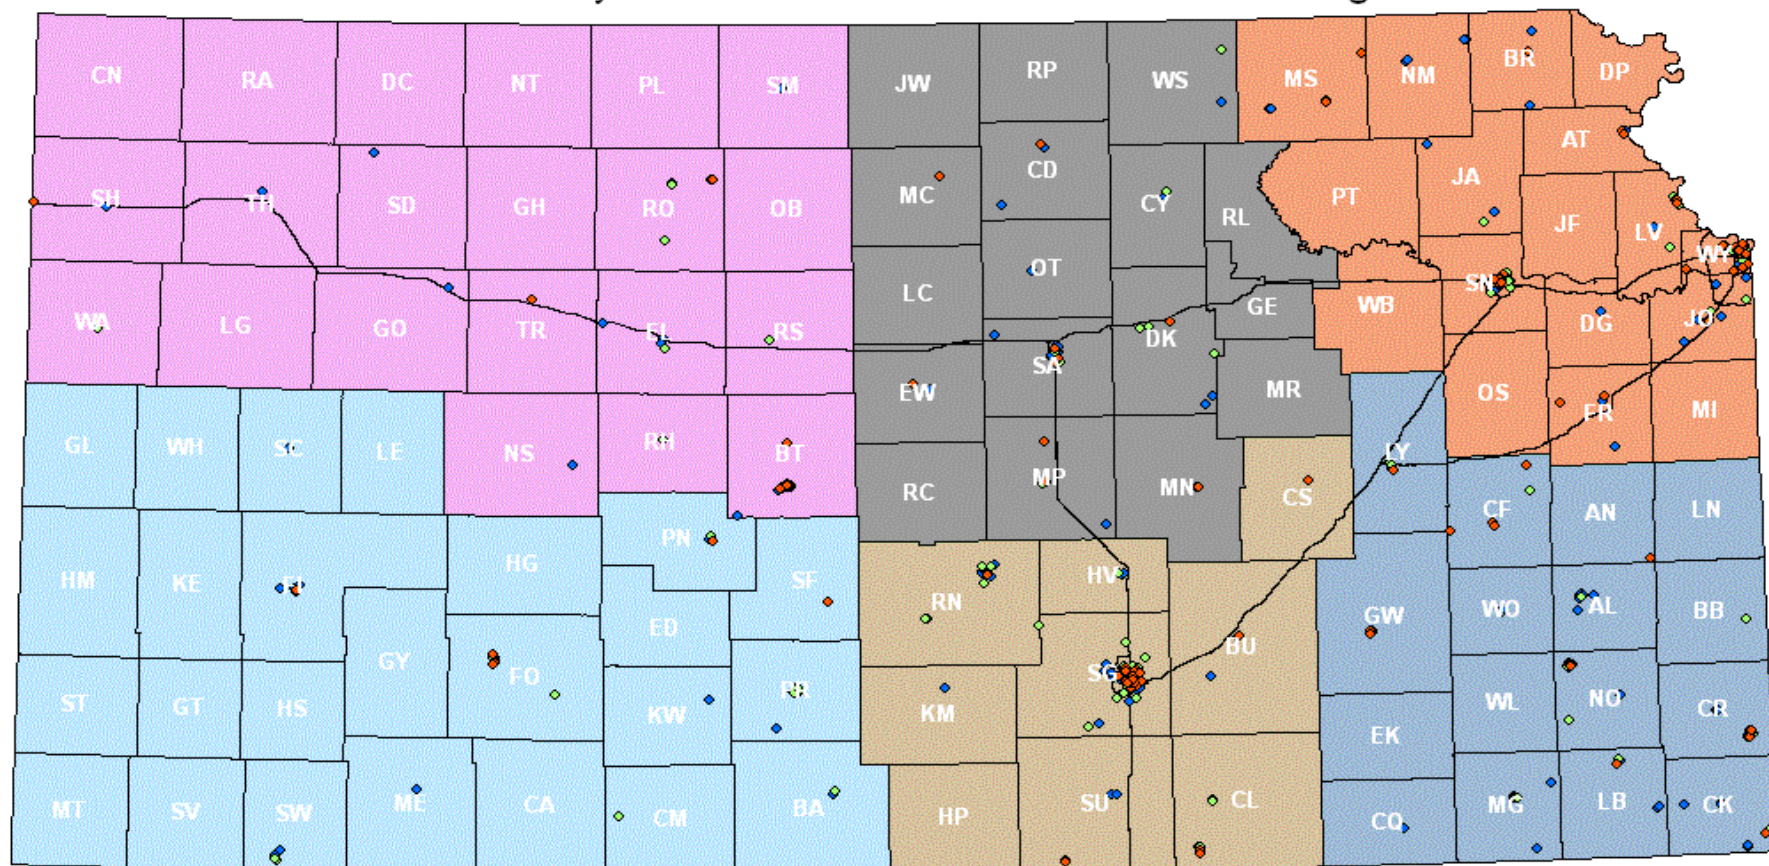 CN RA DC NT PL SM JW RP WS MS NM BR DP
SH TH SD GH RO OB MC CD CY RL PT JA AT JF LV WY
WA LG GO TR EL RS LC OT GE WB SN DG JO
EW SA DK MR OS FR MI
GL WH SC LE NS RH BT RC MP MN CS LY CF AN LN
HM KE FI HG PN SF RN HV BU GW WO AL BB
ED GY FO PR SG
ST GT HS KW KM EK WL NO CR
MT SV SW ME CA CM BA HP SU CL CQ MG LB CK